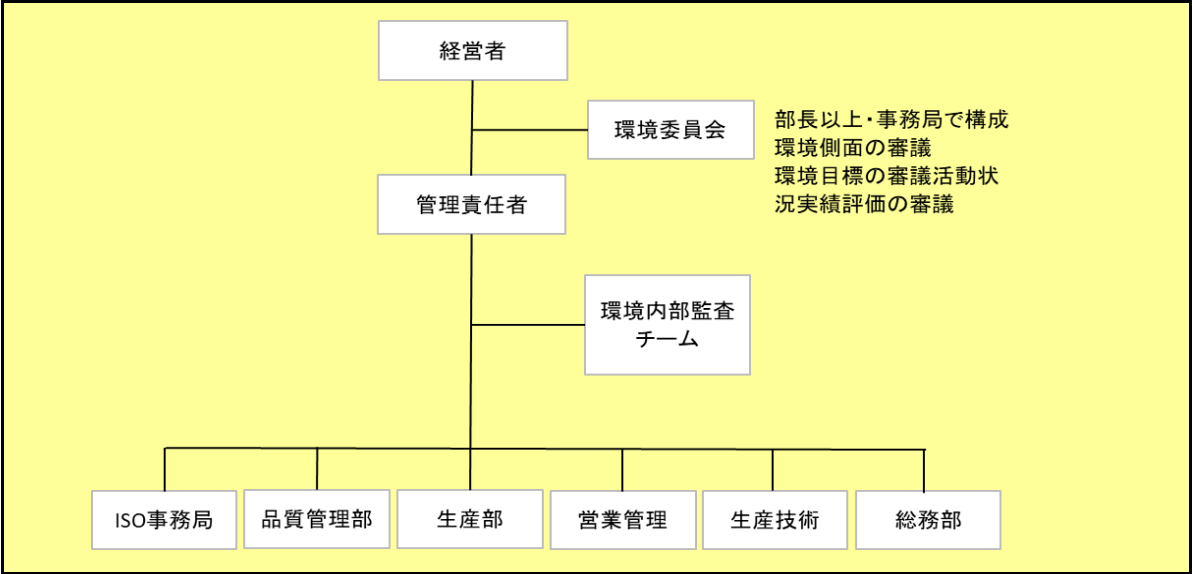 経営者
環境委員会
部長以上・事務局で構成
環境側面の審議
環境目標の審議活動状
況実績評価の審議
管理責任者
環境内部監査
チーム
ISO事務局
品質管理部
生産部
営業管理
生産技術
総務部